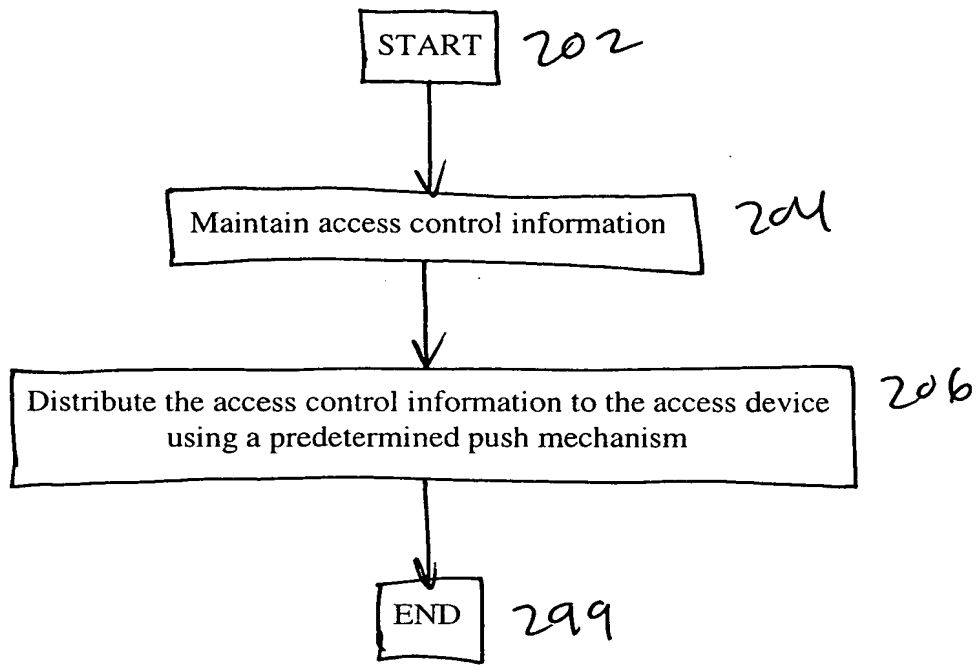 START 202
Maintain access control information 204
Distribute the access control information to the access device 206
using a predetermined push mechanism
END 299